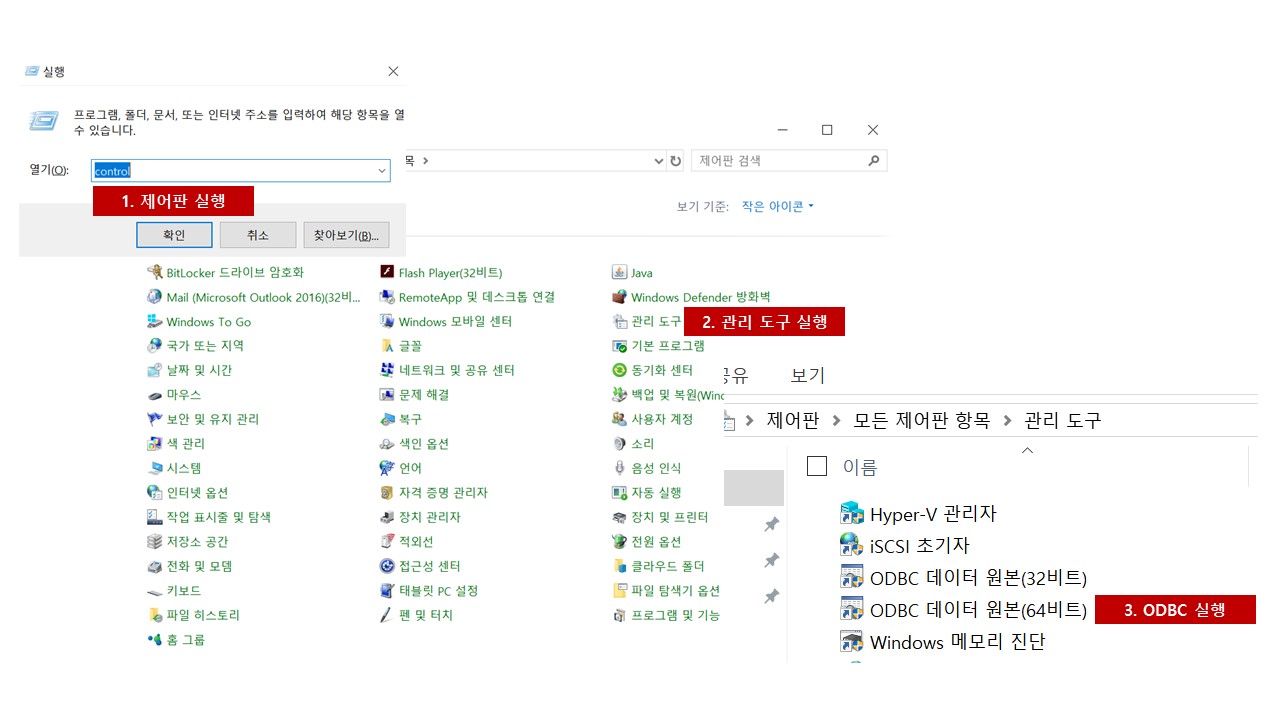 실행
프로그램, 폴더, 문서, 또는 인터넷 주소를 입력하여 해당 항목을 열
수 있습니다.
열기(O):
control
1. 제어판 실행
확인
취소
찾아보기(B)...
목
제어판 검색
보기 기준:
작은 아이콘
BitLocker 드라이브 암호화
Flash Player(32비트)
Java
Mail (Microsoft Outlook 2016)(32비...
RemoteApp 및 데스크톱 연결
Windows Defender 방화벽
Windows To Go
Windows 모바일 센터
관리 도구
2. 관리 도구 실행
국가 또는 지역
글꼴
기본 프로그램
날짜 및 시간
네트워크 및 공유 센터
동기화 센터
마우스
문제 해결
백업 및 복원(Win
보안 및 유지 관리
복구
사용자 계정
색 관리
색인 옵션
소리
시스템
언어
음성 인식
인터넷 옵션
자격 증명 관리자
자동 실행
작업 표시줄 및 탐색
장치 관리자
장치 및 프린터
저장소 공간
적외선
전원 옵션
전화 및 모뎀
접근성 센터
클라우드 폴더
키보드
태블릿 PC 설정
파일 탐색기 옵션
파일 히스토리
펜 및 터치
프로그램 및 기능
홈 그룹
공유
보기
제어판
모든 제어판 항목
관리 도구
이름
Hyper-V 관리자
iSCSI 초기자
ODBC 데이터 원본(32비트)
ODBC 데이터 원본(64비트)
3. ODBC 실행
Windows 메모리 진단